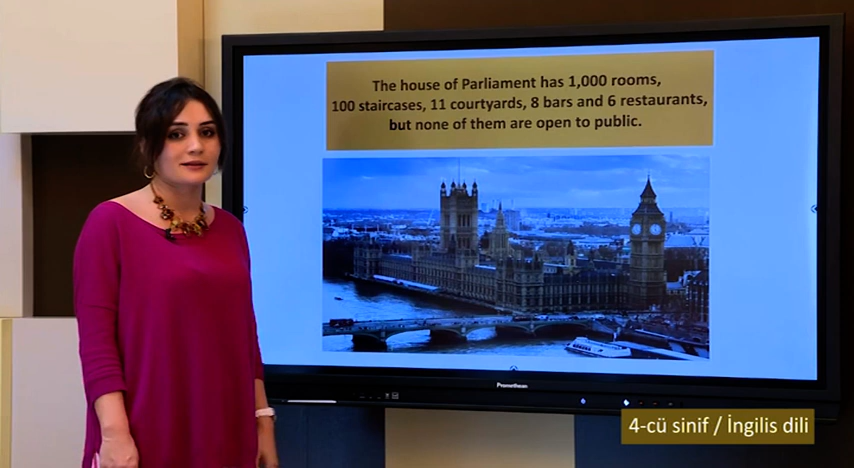 The house of Parliament has 1,000 rooms,
100 staircases, 11 courtyards, 8 bars and 6 restaurants,
but none of them are open to public.
Promethean
4-cü sinif / İngilis dili